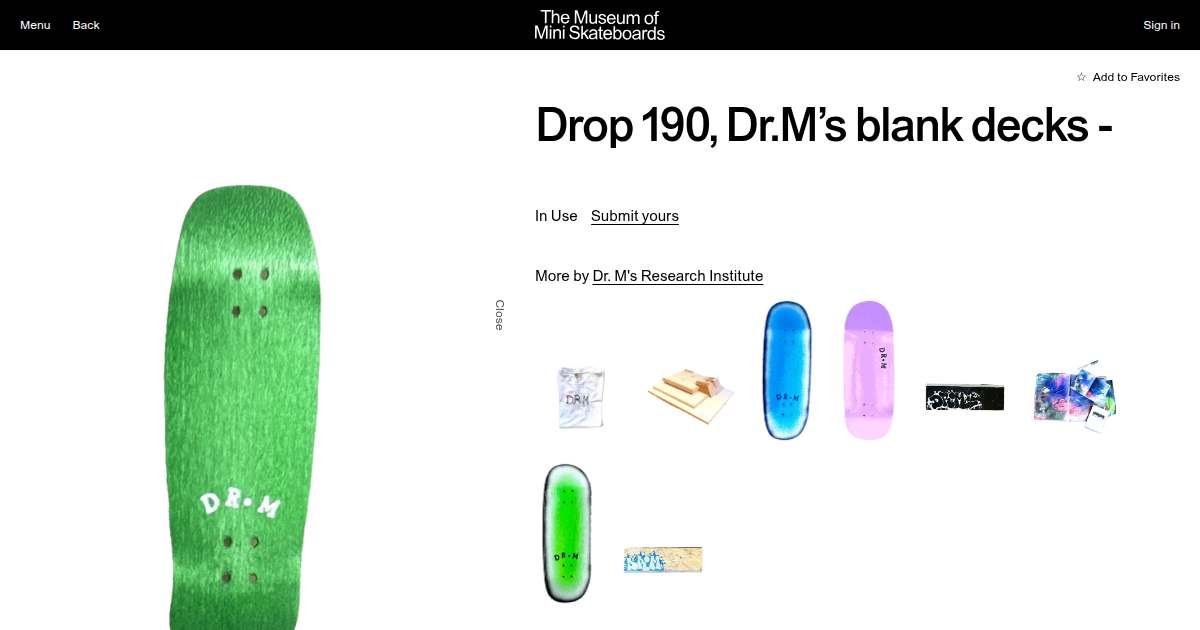 Menu
Back
The Museum of
Mini Skateboards
Sign in
☆ Add to Favorites
Drop 190, Dr.M’s blank decks -
In Use Submit yours
More by Dr. M's Research Institute
Close
DR•M
DRM
DR•M
DR•M
DR•M